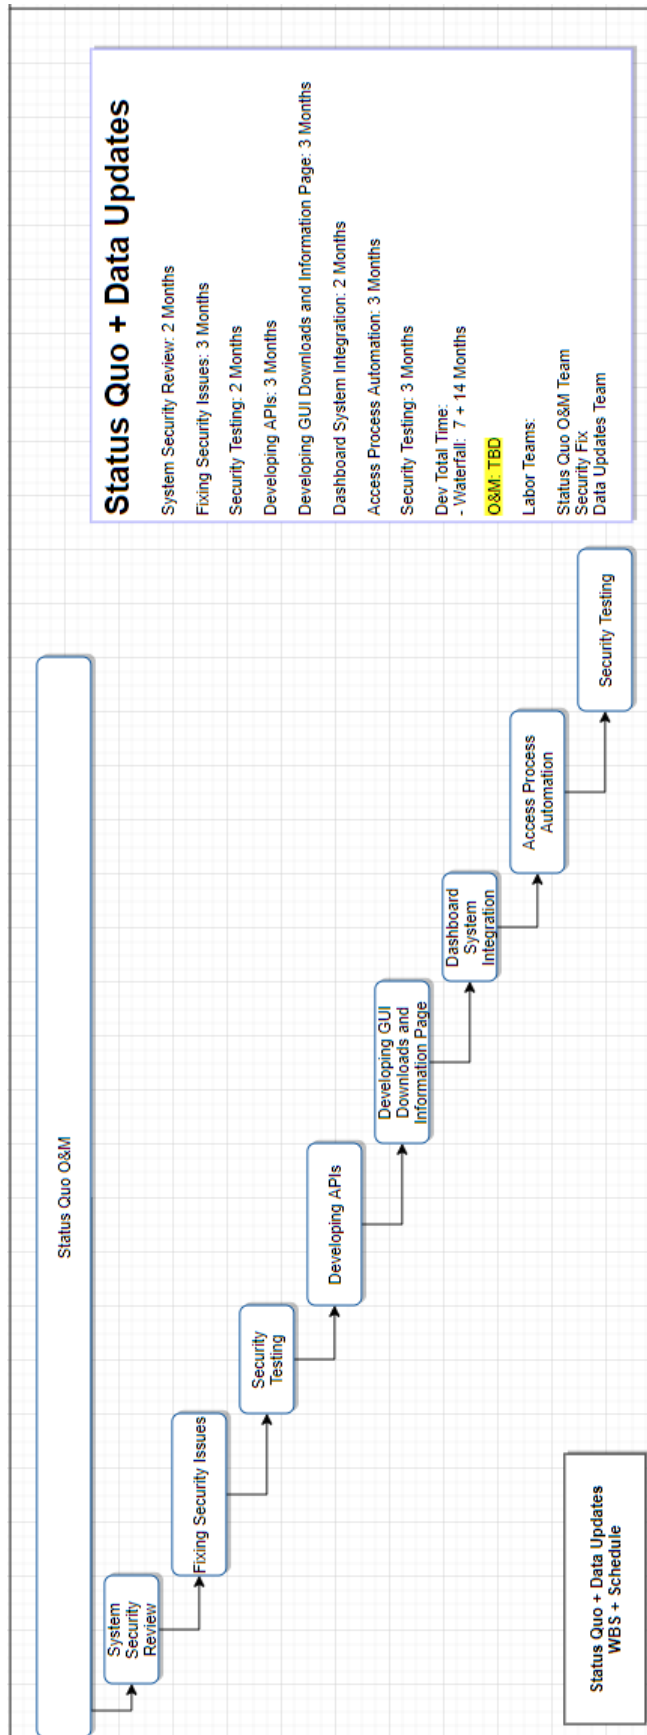 Status Quo O&M
System
Security
Review
Fixing Security Issues
Security
Testing
Developing APIs
Developing GUI
Downloads and
Information Page
Dashboard
System
Integration
Access Process
Automation
Security Testing
Status Quo + Data Updates
WBS + Schedule
Status Quo + Data Updates
System Security Review: 2 Months
Fixing Security Issues: 3 Months
Security Testing: 2 Months
Developing APIs: 3 Months
Developing GUI Downloads and Information Page: 3 Months
Dashboard System Integration: 2 Months
Access Process Automation: 3 Months
Security Testing: 3 Months
Dev Total Time:
- Waterfall: 7 + 14 Months
O&M: TBD
Labor Teams:
Status Quo O&M Team
Security Fix
Data Updates Team